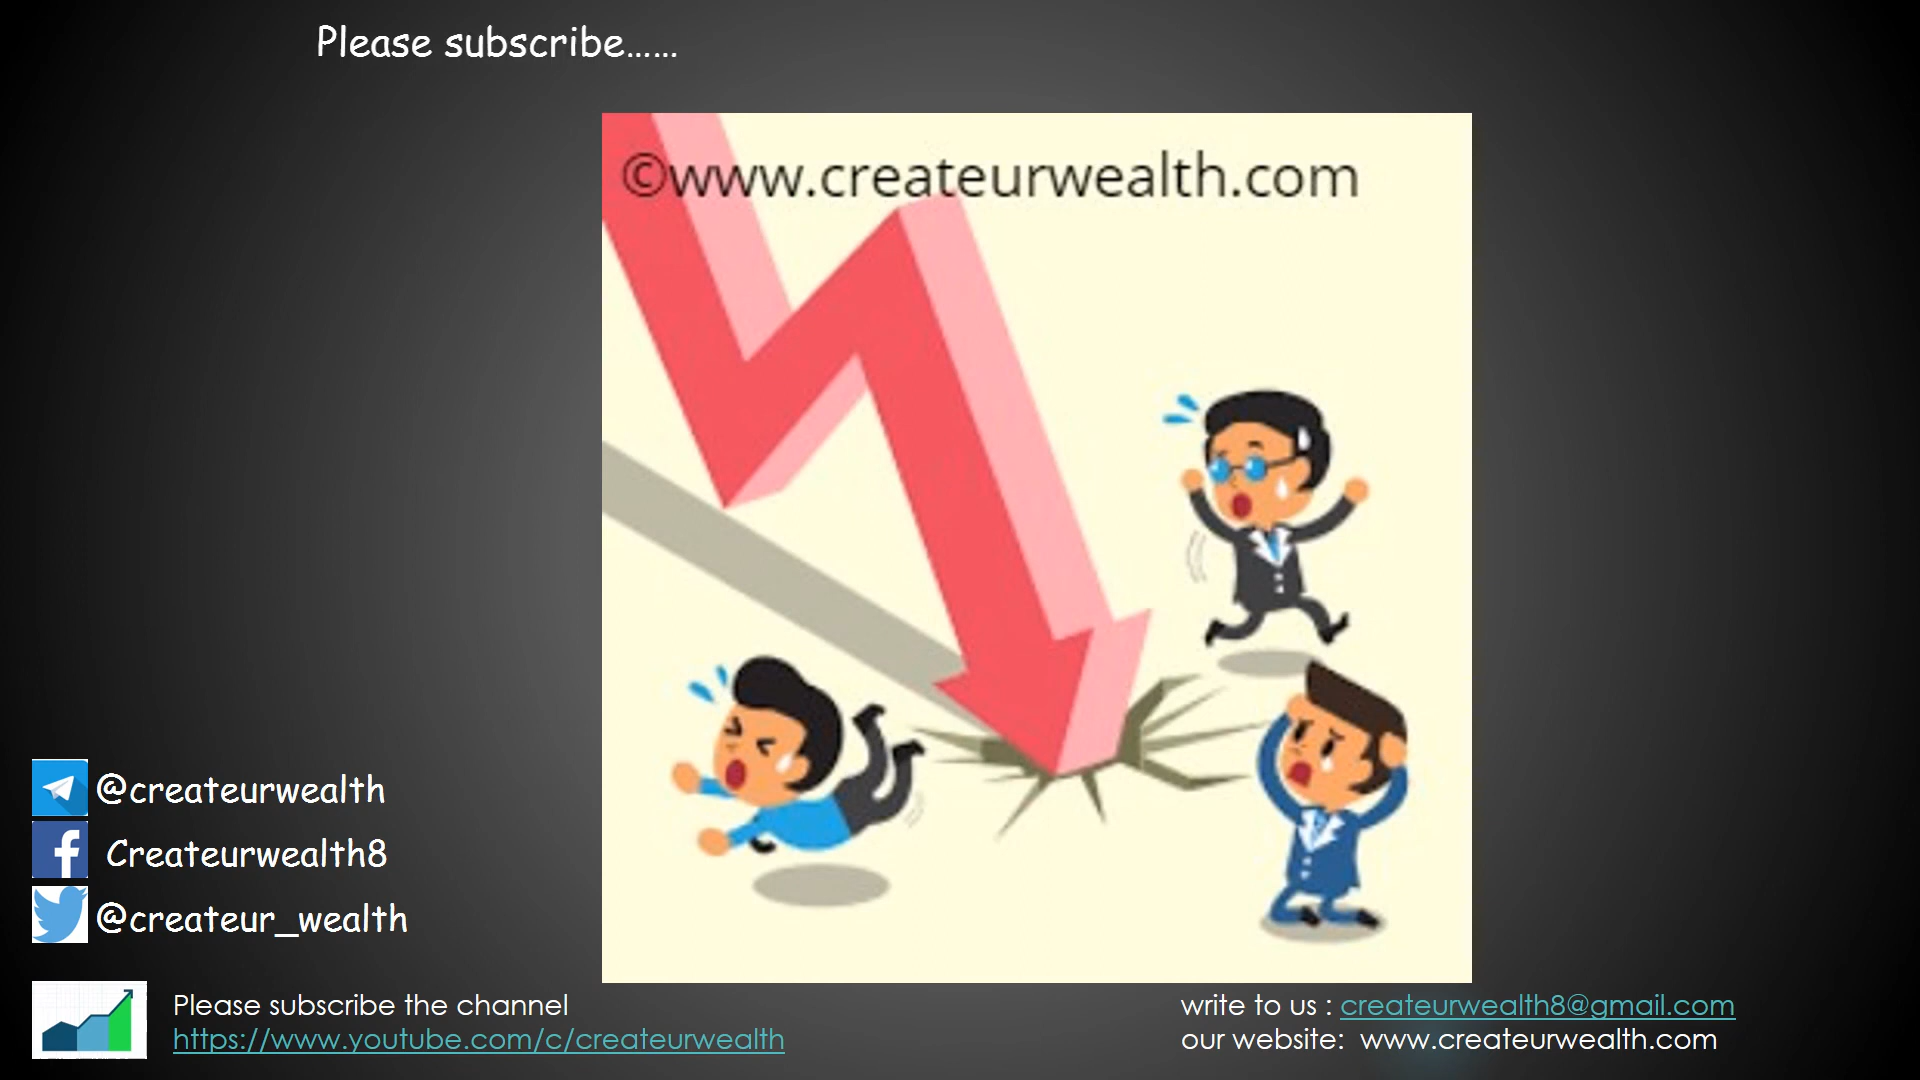 Please subscribe......
©www.createurwealth.com
@createurwealth
Createurwealth8
@createur_wealth
Please subscribe the channel
https://www.youtube.com/c/createurwealth
write to us : createurwealth8@gmail.com
our website: www.createurwealth.com